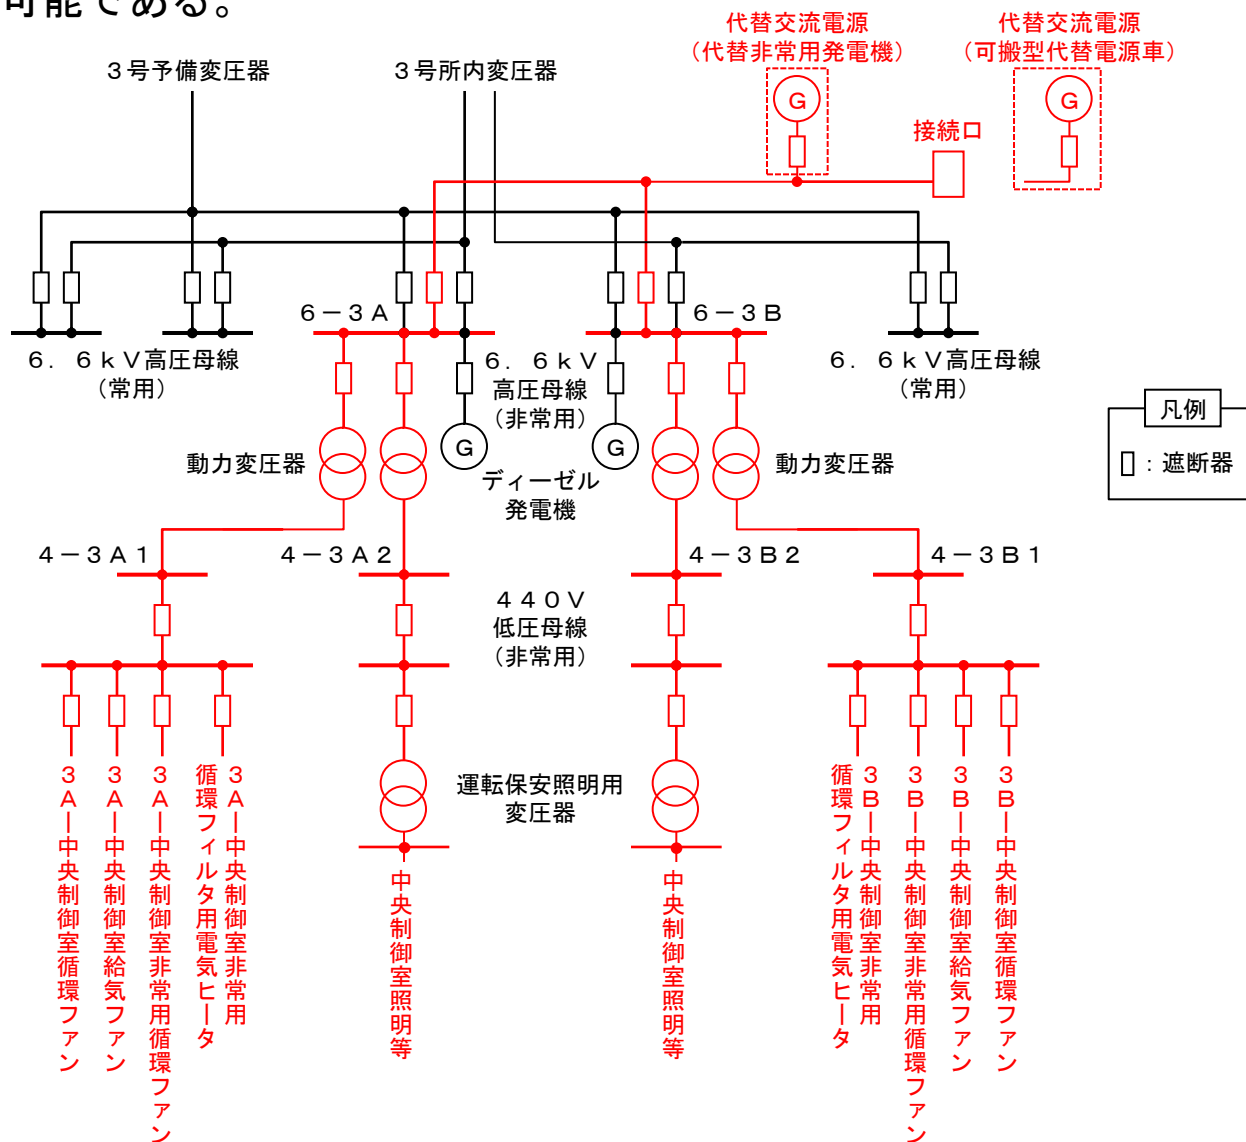 可能である。
代替交流電源
(代替非常用発電機)
代替交流電源
(可搬型代替電源車)
3号予備変圧器
3号所内変圧器
G
G
接続口
6-3A
6-3B
6.6kV高圧母線
(常用)
6.6kV
高圧母線
(非常用)
6.6kV高圧母線
(常用)
凡例
:遮断器
動力変圧器
G
G
動力変圧器
ディーゼル
発電機
4-3A1
4-3A2
4-3B2
4-3B1
440V
低圧母線
(非常用)
運転保安照明用
変圧器
3A-中央制御室循環ファン
3A-中央制御室給気ファン
3A-中央制御室非常用循環ファン
3A-中央制御室非常用
循環フィルタ用電気ヒータ
中央制御室照明等
中央制御室照明等
3B-中央制御室非常用
循環フィルタ用電気ヒータ
3B-中央制御室非常用循環ファン
3B-中央制御室給気ファン
3B-中央制御室循環ファン